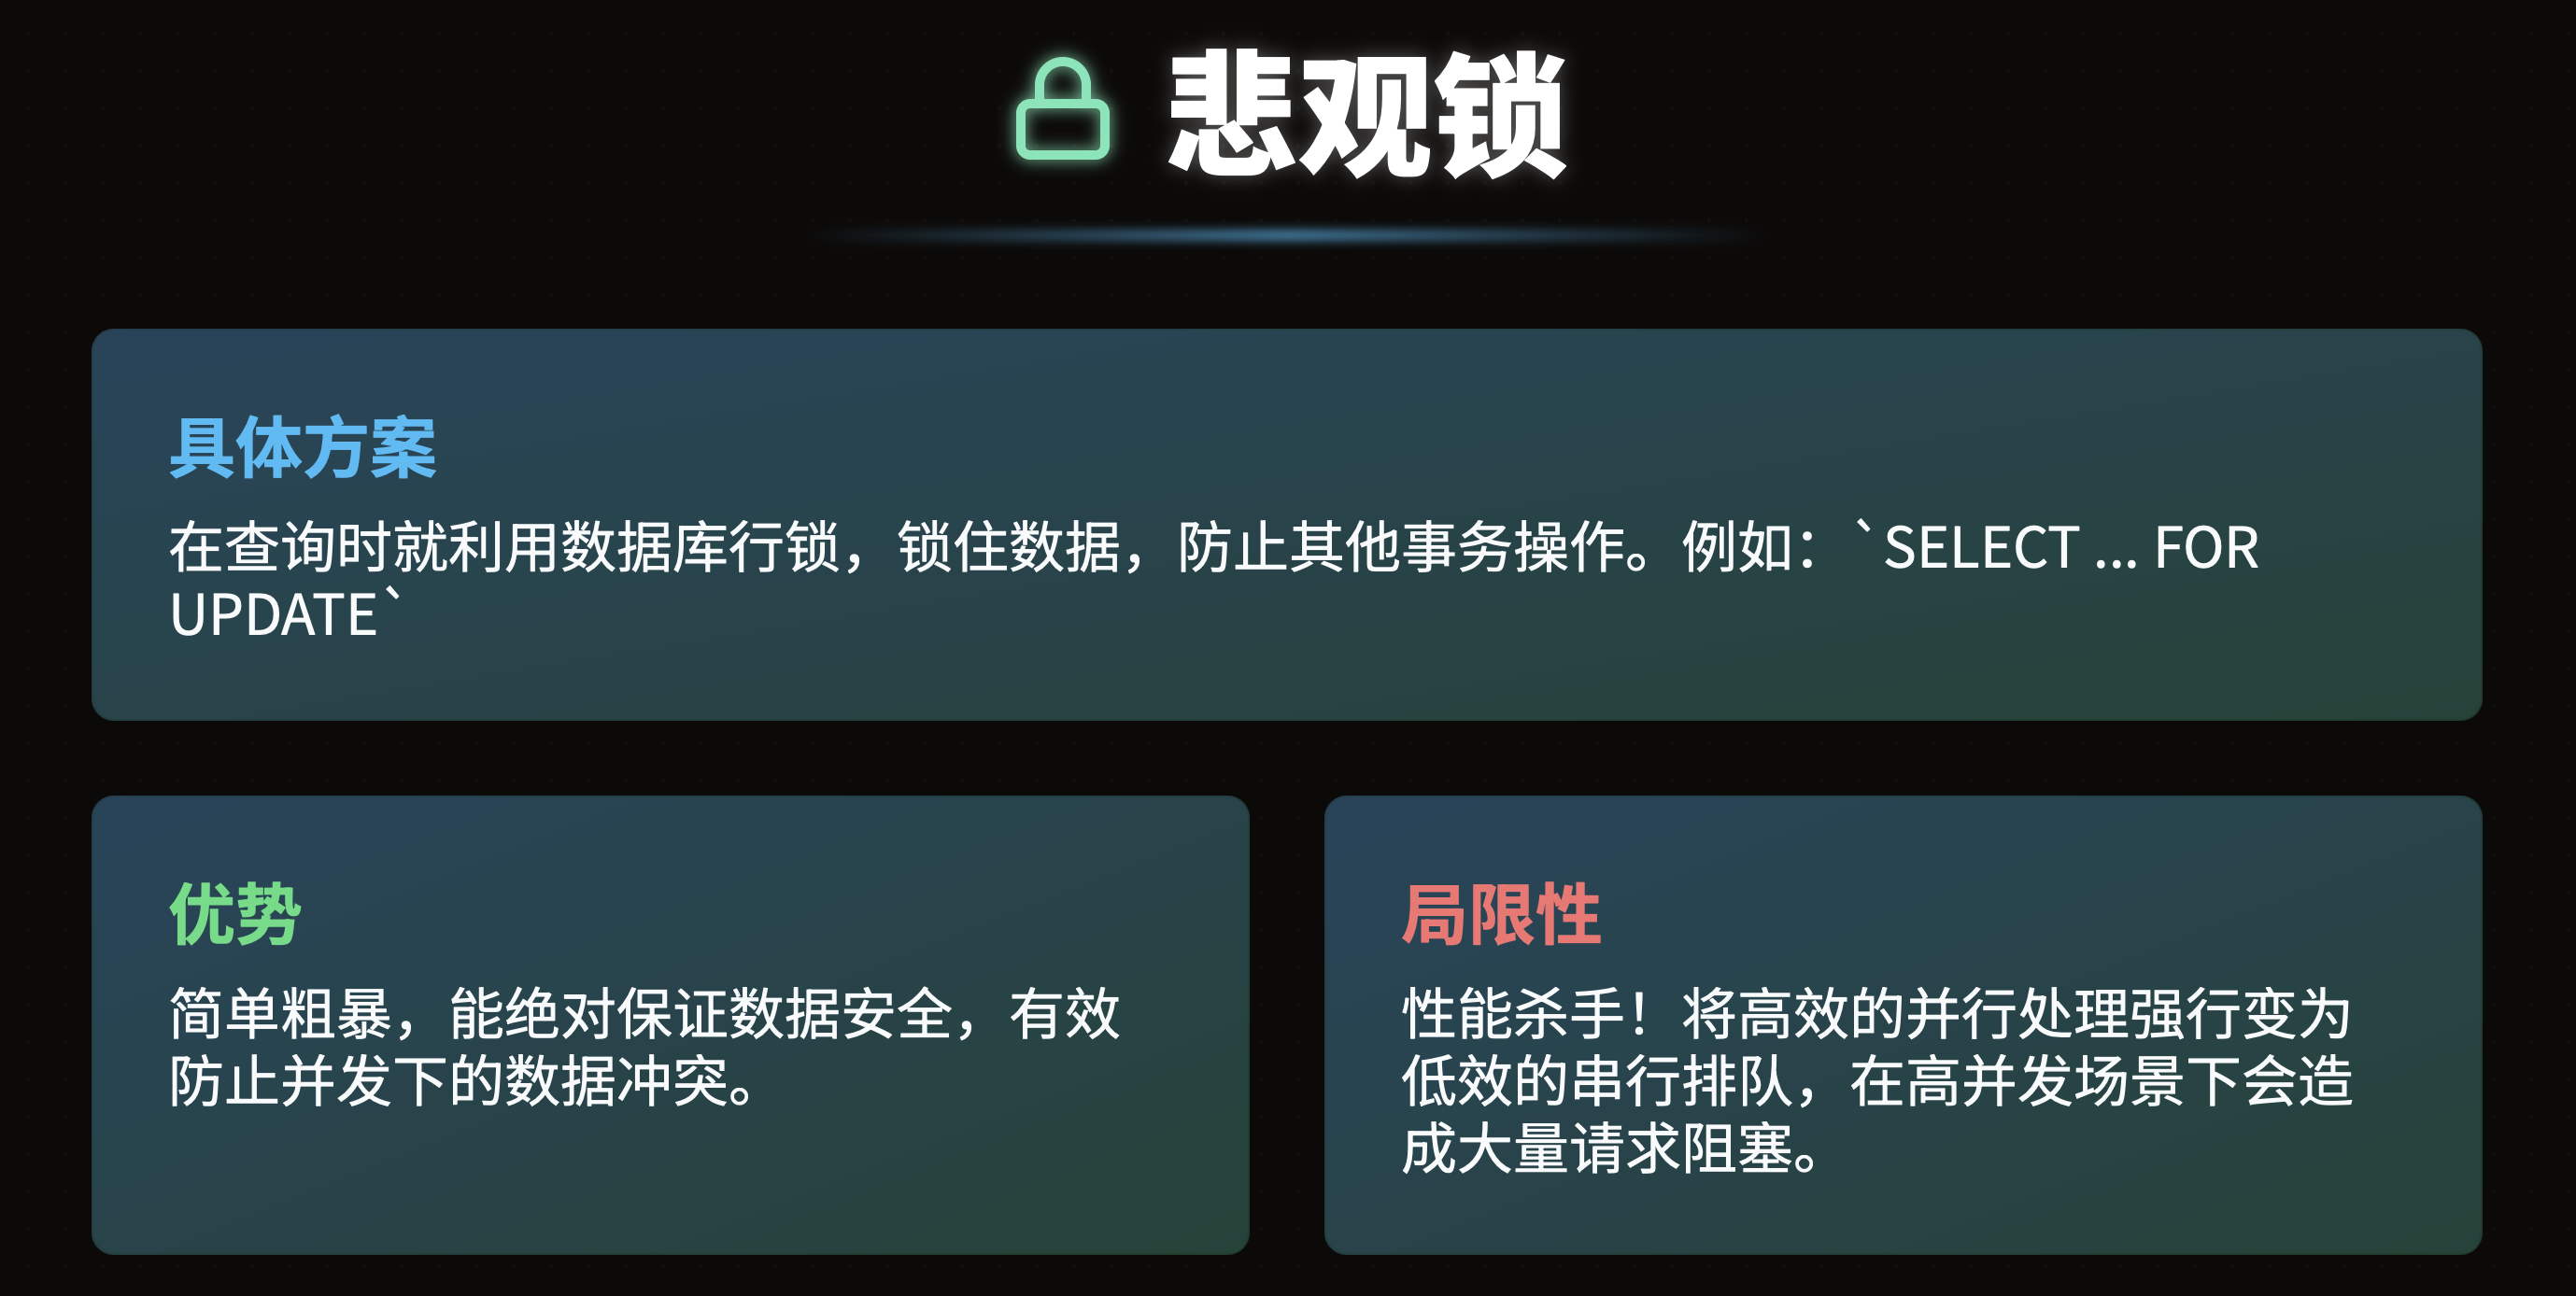 悲观锁
具体方案
在查询时就利用数据库行锁，锁住数据，防止其他事务操作。例如：`SELECT ... FOR
UPDATE`
优势
简单粗暴，能绝对保证数据安全，有效
防止并发下的数据冲突。
局限性
性能杀手！将高效的并行处理强行变为
低效的串行排队，在高并发场景下会造
成大量请求阻塞。